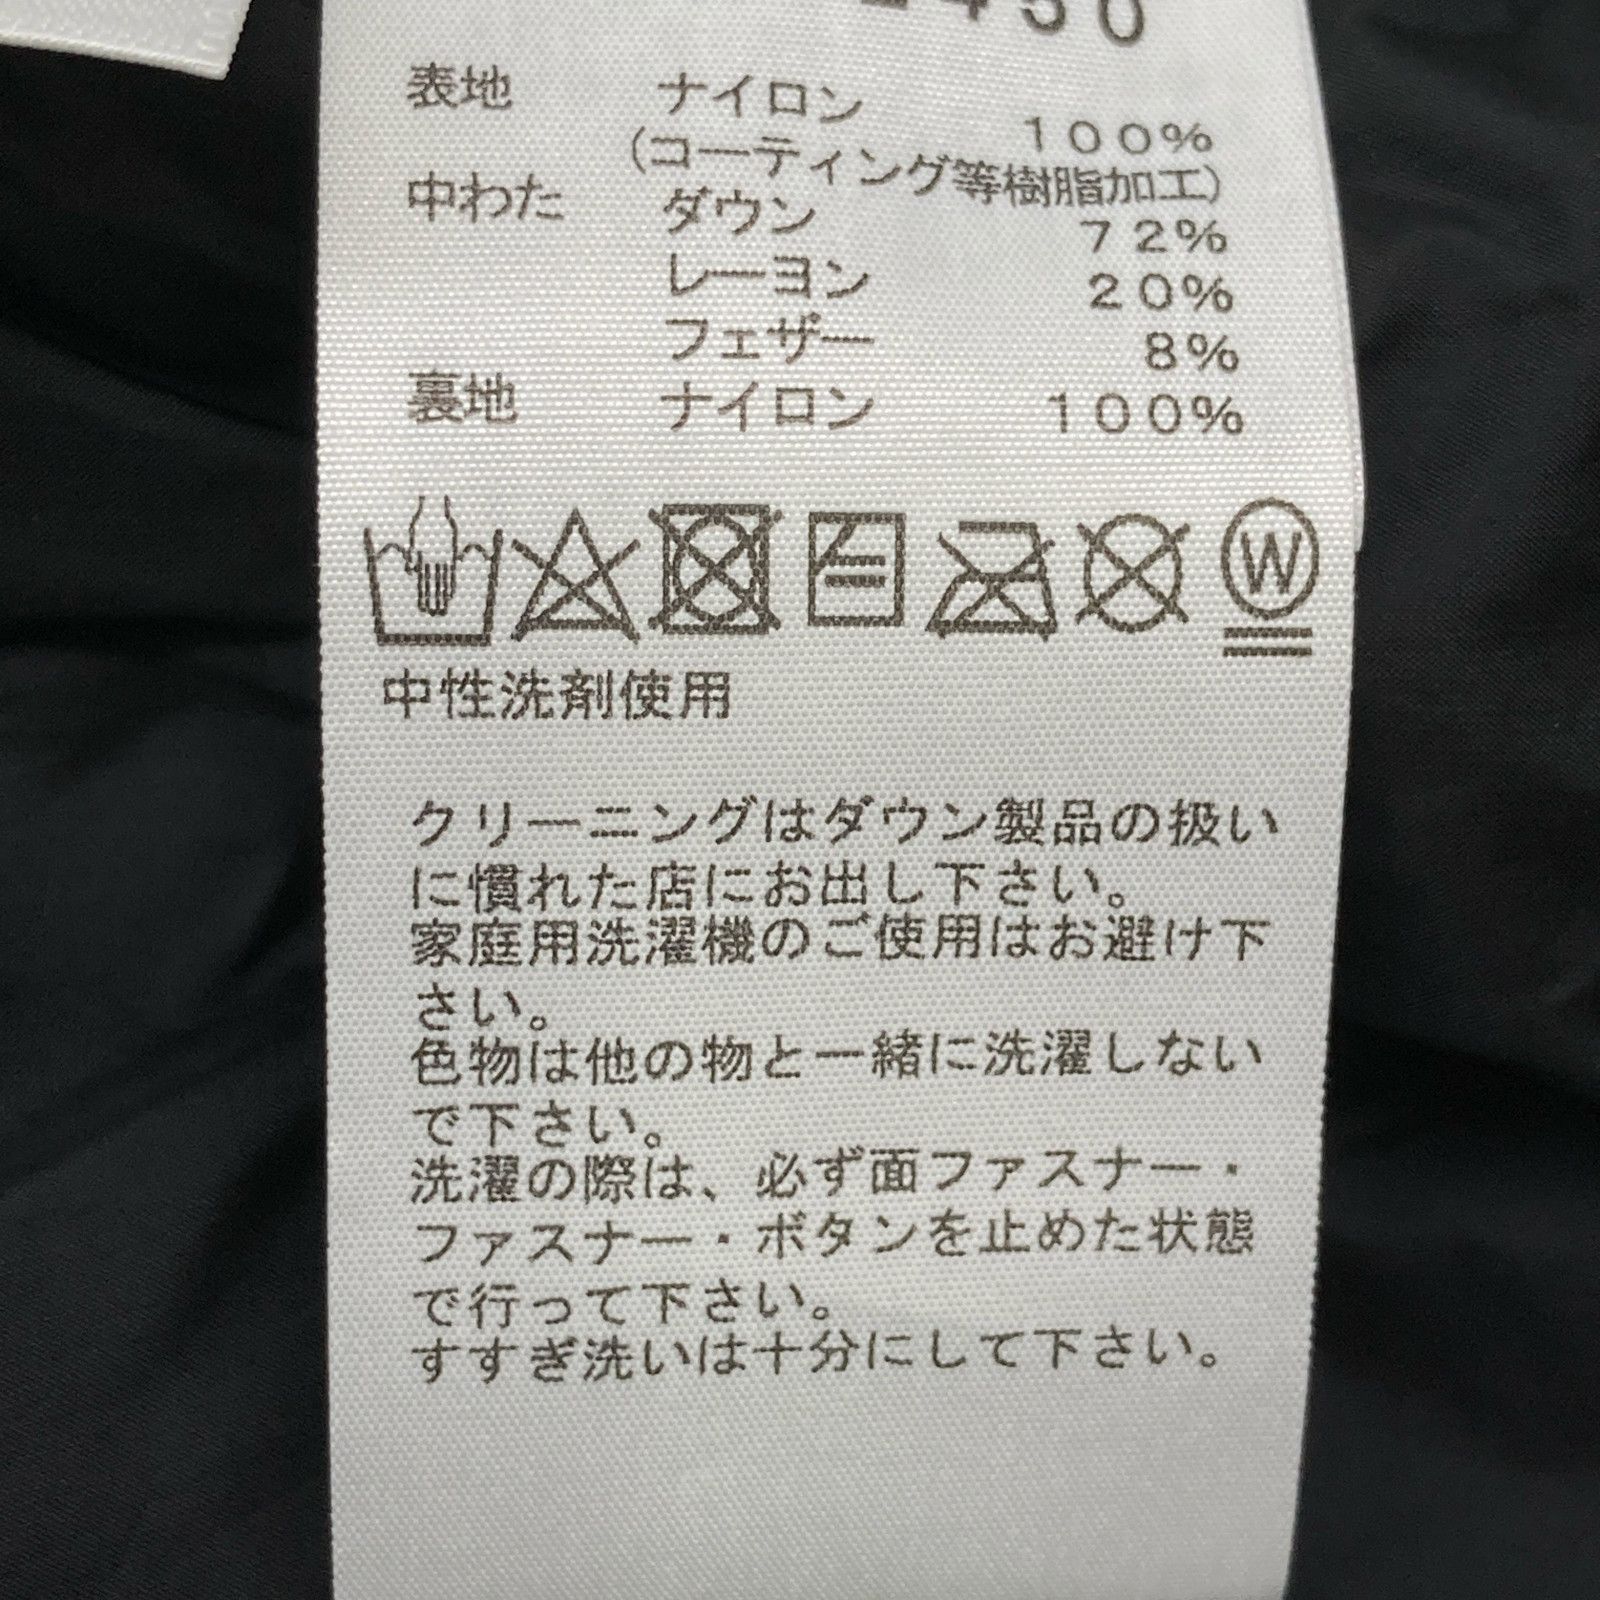 450
表地 ナイロン 100%
(コーティング等樹脂加工)
中わた ダウン 72%
レーヨン 20%
フェザー 8%
裏地 ナイロン 100%
W
中性洗剤使用
クリーニングはダウン製品の扱い
に慣れた店にお出し下さい。
家庭用洗濯機のご使用はお避け下
さい。
色物は他の物と一緒に洗濯しない
で下さい。
洗濯の際は、必ず面ファスナー・
ファスナー・ボタンを止めた状態
で行って下さい。
すすぎ洗いは十分にして下さい。